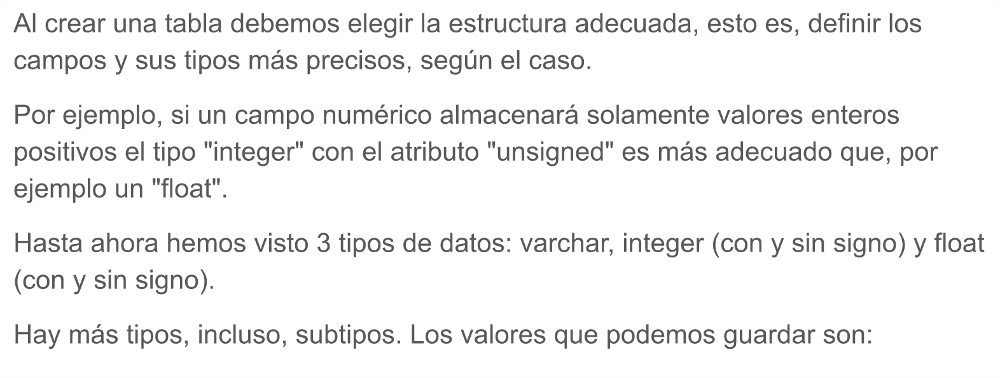 Al crear una tabla debemos elegir la estructura adecuada, esto es, definir los
campos y sus tipos más precisos, según el caso.
Por ejemplo, si un campo numérico almacenará solamente valores enteros
positivos el tipo "integer" con el atributo "unsigned" es más adecuado que, por
ejemplo un "float".
Hasta ahora hemos visto 3 tipos de datos: varchar, integer (con y sin signo) y float
(con y sin signo).
Hay más tipos, incluso, subtipos. Los valores que podemos guardar son: